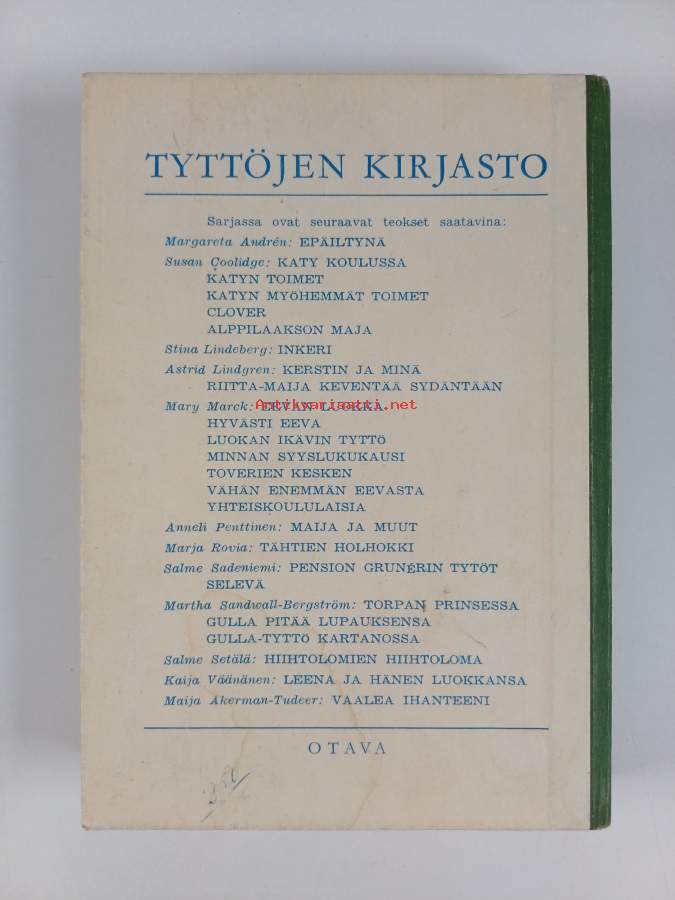 TYTTÖJEN KIRJASTO
Sarjassa ovat seuraavat teokset saatavina:
Margareta Andrén: EPÄILTYNÄ
Susan Coolidge: KATY KOULUSSA
KATYN TOIMET
KATYN MYÖHEMMÄT TOIMET
CLOVER
ALPPILAAKSON MAJA
Stina Lindeberg: INKERI
Astrid Lindgren: KERSTIN JA MINÄ
RIITTA-MAIJA KEVENTÄÄ SYDÄNTÄÄN
Mary Marck: EEVAN LUOKKA
Antikvariaatti.net
HYVÄSTI EEVA
LUOKAN IKÄVIN TYTTÖ
MINNAN SYYSLUKUKAUSI
TOVERIEN KESKEN
VÄHÄN ENEMMÄN EEVASTA
YHTEISKOULULAISIA
Anneli Penttinen: MAIJA JA MUUT
Marja Rovia: TÄHTIEN HOLHOKKI
Salme Sadeniemi: PENSION GRUNÉRIN TYTÖT
SELEVÄ
Martha Sandwall-Bergström: TORPAN PRINSESSA
GULLA PITÄÄ LUPAUKSENSA
GULLA-TYTTÖ KARTANOSSA
Salme Setälä: HIIHTOLOMIEN HIIHTOLOMA
Kaija Väänänen: LEENA JA HÄNEN LUOKKANSA
Maija Akerman-Tudeer: VAALEA IHANTEENI
OTAVA